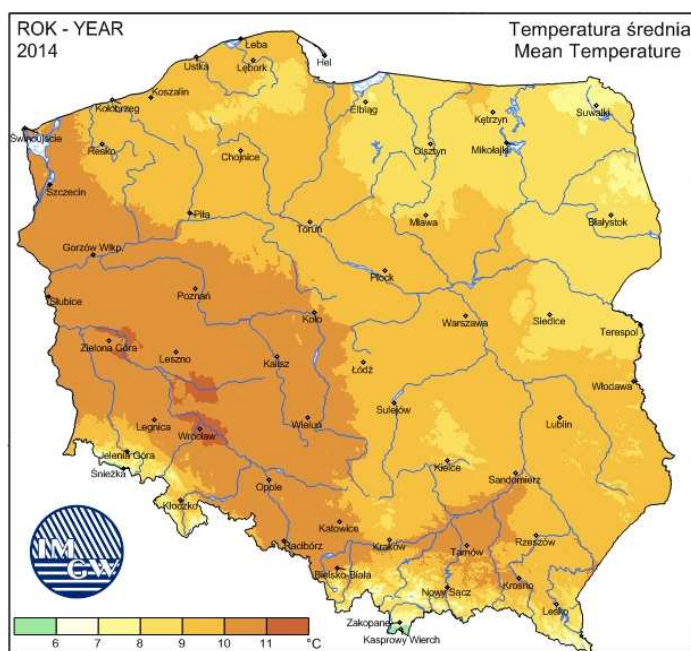 ROK - YEAR
2014
Temperatura średnia
Mean Temperature
Łeba
Ustka
Lębork
Hel
Koszalin
Kołobrzeg
Elbląg
Kętrzyn
Suwałki
Świnoujście
Resko
Chojnice
Olsztyn
Mikołajki
Szczecin
Piła
Toruń
Mława
Białystok
Gorzów Wlkp.
Płock
Słubice
Poznań
Koło
Warszawa
Siedlce
Terespol
Zielona Góra
Leszno
Kalisz
Łódź
Włodawa
Sulejów
Legnica
Wrocław
Wieluń
Lublin
Jelenia Góra
Śnieżka
Kielce
Sandomierz
Opole
Kłodzko
Katowice
Racibórz
Kraków
Tarnów
Rzeszów
Bielsko-Biała
Nowy Sącz
Krosno
Lesko
Zakopane
Kasprowy Wierch
IM
GW
6 7 8 9 10 11 °C